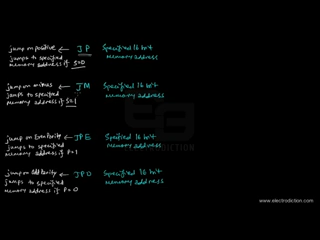 jump on positive ← JP Specified 16 bit
jumps to specified memory address
memory address if S=0
jump on minus ← JM Specified 16 bit
jumps to specified memory address
memory address if S=1
jump on Even Parity ← JPE Specified 16 bit
jumps to specified memory address
memory address if P=1
jump on odd Parity ← JPO Specified 16 bit
jumps to specified memory address
memory address if P=0
www.electrodiction.com